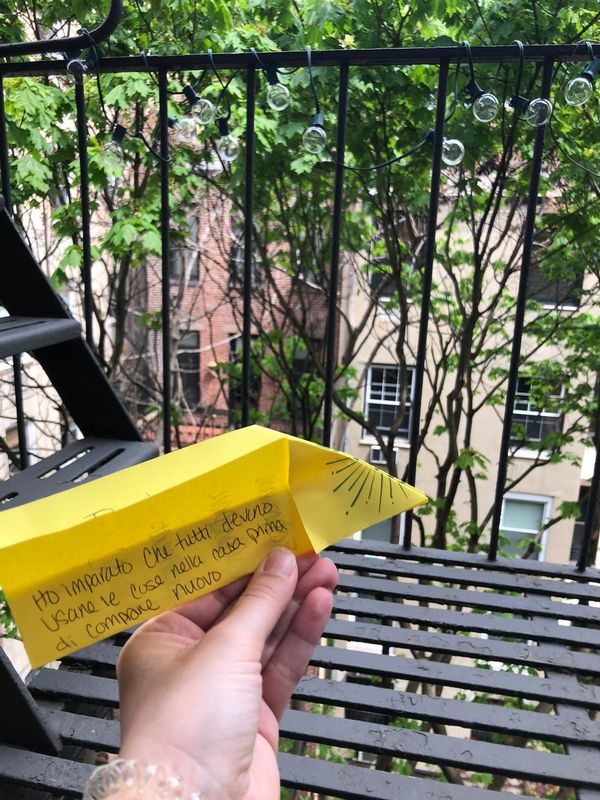 Ho imparato che tutti devono
usare le cose nella casa prima
di comprare nuovo